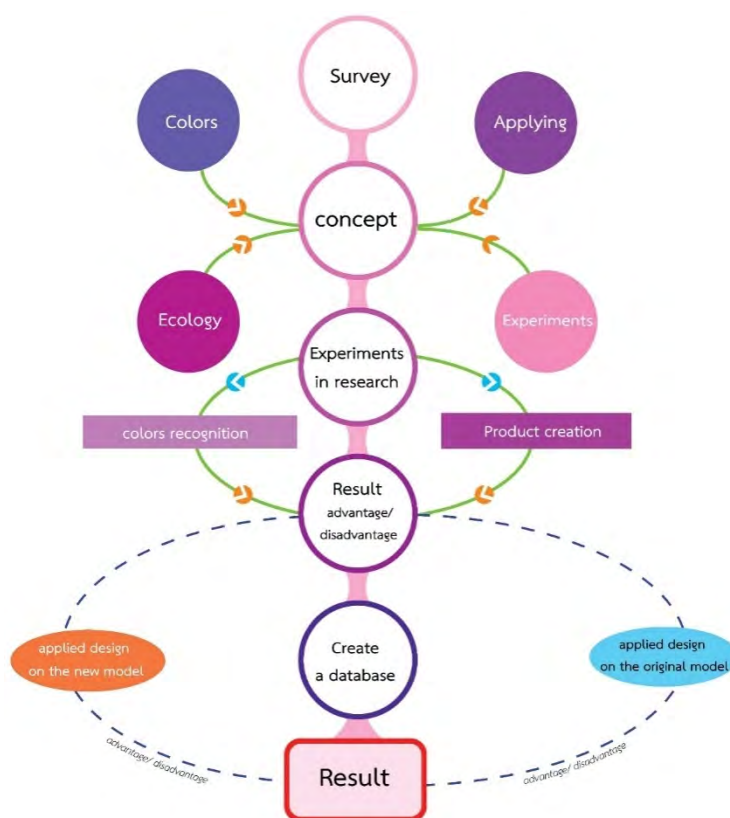 Survey
Colors
Applying
concept
Ecology
Experiments
Experiments
in research
colors recognition
Product creation
Result
advantage/
disadvantage
applied design
on the new model
Create
a database
applied design
on the original model
advantage/ disadvantage
advantage/ disadvantage
Result